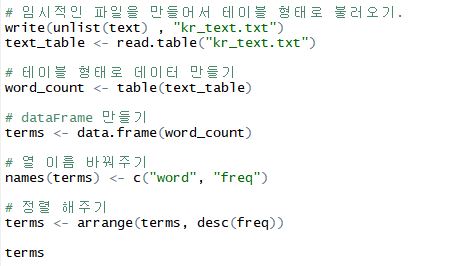 # 임시적인 파일을 만들어서 테이블 형태로 불러오기.
write(unlist(text) , "kr_text.txt")
text_table <- read.table("kr_text.txt")
# 테이블 형태로 데이터 만들기
word_count <- table(text_table)
# dataFrame 만들기
terms <- data.frame(word_count)
# 열 이름 바꿔주기
names(terms) <- c("word", "freq")
# 정렬 해주기
terms <- arrange(terms, desc(freq))
terms